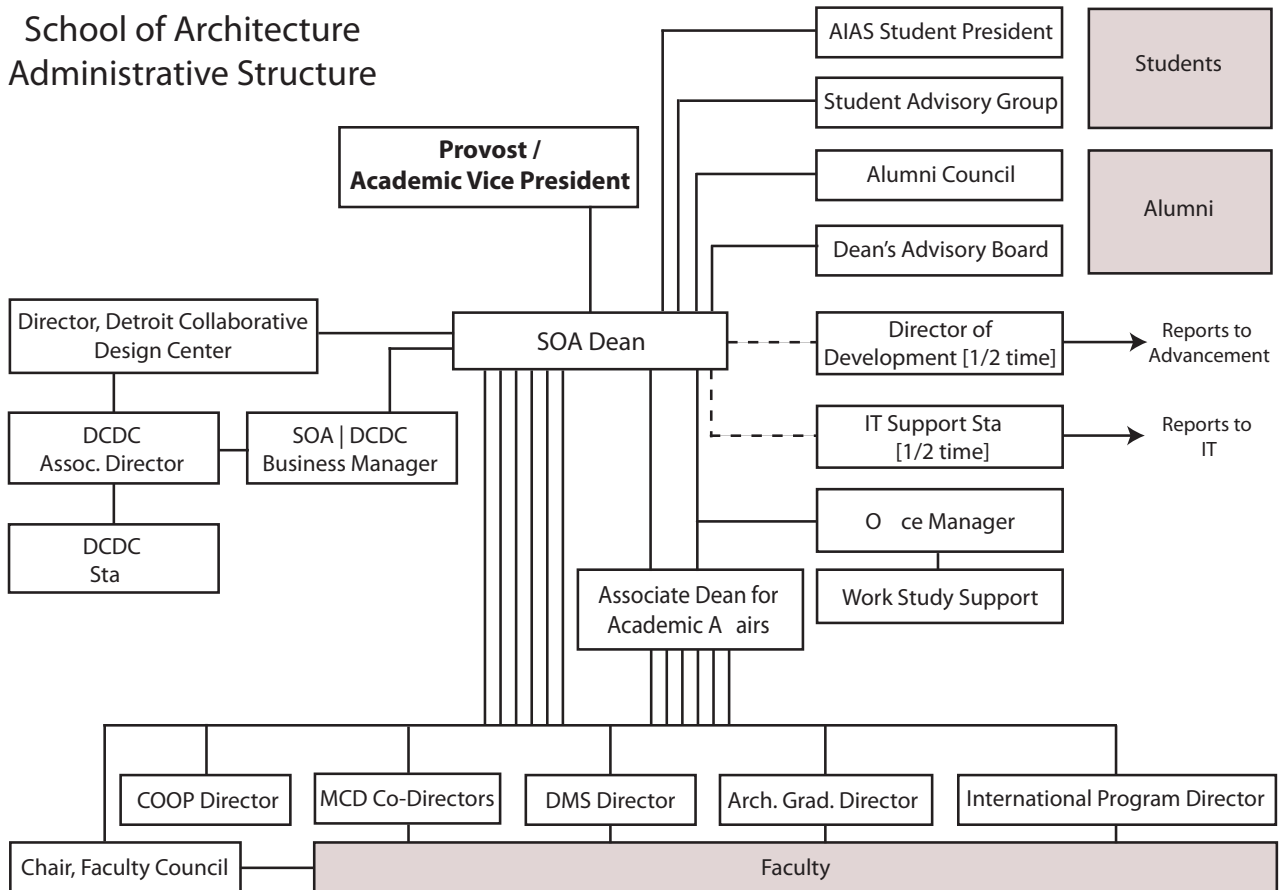 School of Architecture
Administrative Structure
AIAS Student President
Students
Student Advisory Group
Provost /
Academic Vice President
Alumni Council
Alumni
Dean's Advisory Board
Director, Detroit Collaborative
Design Center
SOA Dean
Director of
Development [1/2 time]
Reports to
Advancement
DCDC
Assoc. Director
SOA | DCDC
Business Manager
IT Support Sta
[1/2 time]
Reports to
IT
O ce Manager
DCDC
Sta
Associate Dean for
Academic A airs
Work Study Support
COOP Director
MCD Co-Directors
DMS Director
Arch. Grad. Director
International Program Director
Chair, Faculty Council
Faculty